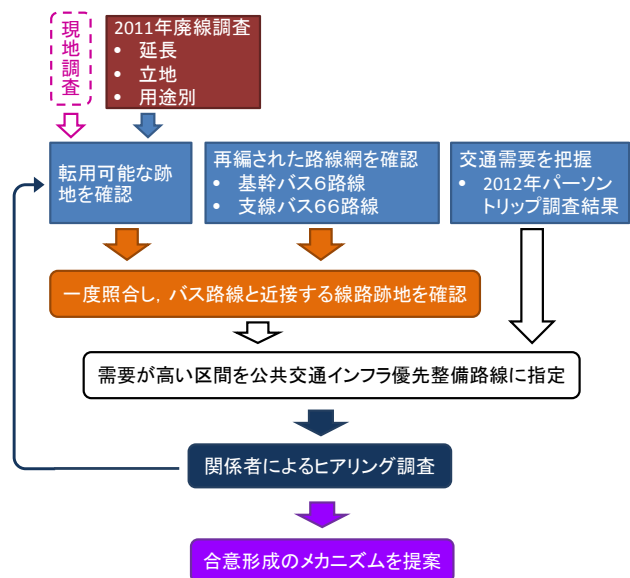 現地調査
2011年廃線調査
• 延長
• 立地
• 用途別
転用可能な跡
地を確認
再編された路線網を確認
• 基幹バス６路線
• 支線バス６６路線
交通需要を把握
• 2012年パーソン
トリップ調査結果
一度照合し，バス路線と近接する線路跡地を確認
需要が高い区間を公共交通インフラ優先整備路線に指定
関係者によるヒアリング調査
合意形成のメカニズムを提案